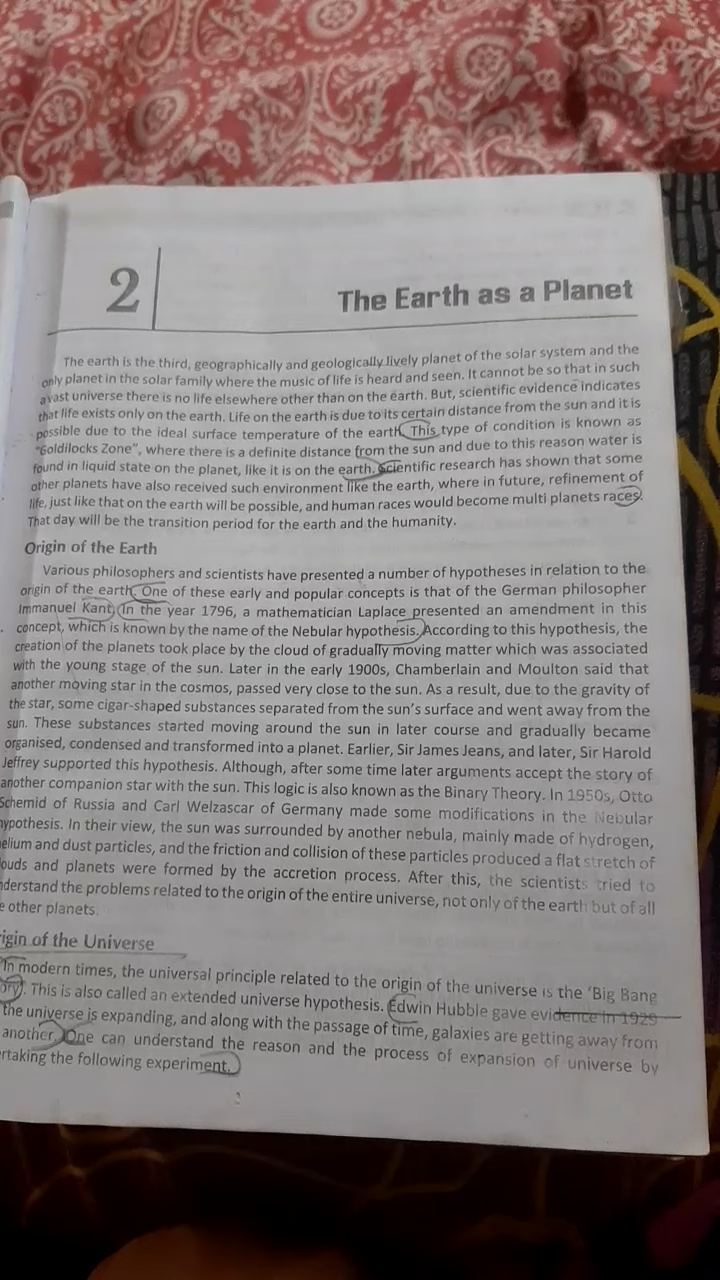 2
The Earth as a Planet
The earth is the third, geographically and geologically lively planet of the solar system and the
only planet in the solar family where the music of life is heard and seen. It cannot be so that in such
a vast universe there is no life elsewhere other than on the earth. But, scientific evidence indicates
that life exists only on the earth. Life on the earth is due to its certain distance from the sun and it is
possible due to the ideal surface temperature of the earth. This type of condition is known as
"Goldilocks Zone", where there is a definite distance from the sun and due to this reason water is
found in liquid state on the planet, like it is on the earth. Scientific research has shown that some
other planets have also received such environment like the earth, where in future, refinement of
life, just like that on the earth will be possible, and human races would become multi planets races.
That day will be the transition period for the earth and the humanity.
Origin of the Earth
Various philosophers and scientists have presented a number of hypotheses in relation to the
origin of the earth. One of these early and popular concepts is that of the German philosopher
Immanuel Kant. In the year 1796, a mathematician Laplace presented an amendment in this
concept, which is known by the name of the Nebular hypothesis. According to this hypothesis, the
creation of the planets took place by the cloud of gradually moving matter which was associated
with the young stage of the sun. Later in the early 1900s, Chamberlain and Moulton said that
another moving star in the cosmos, passed very close to the sun. As a result, due to the gravity of
the star, some cigar-shaped substances separated from the sun's surface and went away from the
sun. These substances started moving around the sun in later course and gradually became
organised, condensed and transformed into a planet. Earlier, Sir James Jeans, and later, Sir Harold
Jeffrey supported this hypothesis. Although, after some time later arguments accept the story of
another companion star with the sun. This logic is also known as the Binary Theory. In 1950s, Otto
Schemid of Russia and Carl Welzascar of Germany made some modifications in the Nebular
hypothesis. In their view, the sun was surrounded by another nebula, mainly made of hydrogen,
elium and dust particles, and the friction and collision of these particles produced a flat stretch of
ouds and planets were formed by the accretion process. After this, the scientists tried to
nderstand the problems related to the origin of the entire universe, not only of the earth but of all
e other planets.
igin of the Universe
In modern times, the universal principle related to the origin of the universe is the 'Big Bang
ory'. This is also called an extended universe hypothesis. Edwin Hubble gave evidence in 1929
the universe is expanding, and along with the passage of time, galaxies are getting away from
another. One can understand the reason and the process of expansion of universe by
rtaking the following experiment.